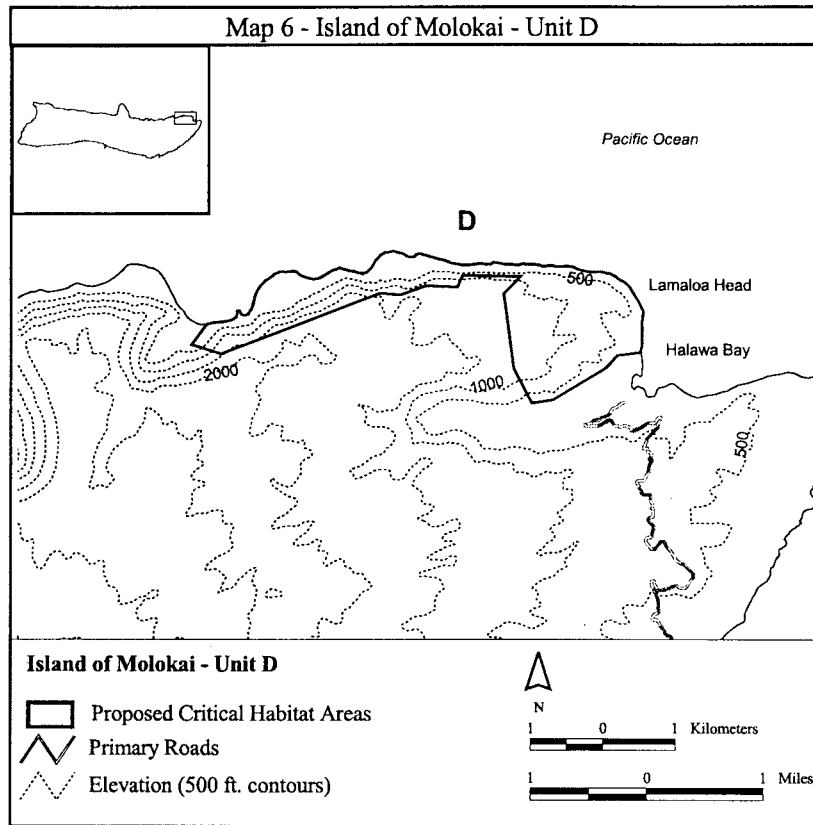 Map 6 - Island of Molokai - Unit D
Pacific Ocean
D
500
Lamaloa Head
Halawa Bay
2000
1000
500
Island of Molokai - Unit D
Proposed Critical Habitat Areas
Primary Roads
Elevation (500 ft. contours)
N
1 0 1 Kilometers
1 0 1 Miles